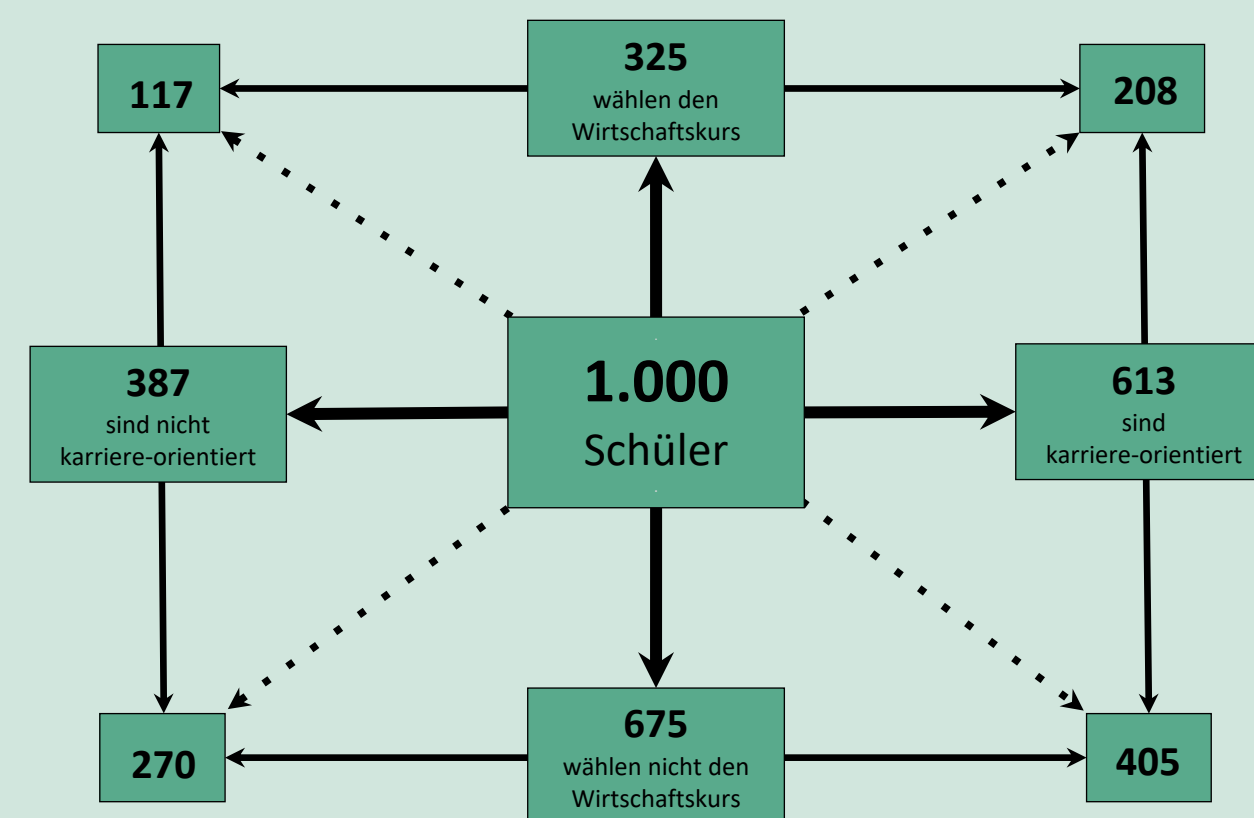 117
325
wählen den
Wirtschaftskurs
208
387
sind nicht
karriere-orientiert
1.000
Schüler
613
sind
karriere-orientiert
270
675
wählen nicht den
Wirtschaftskurs
405